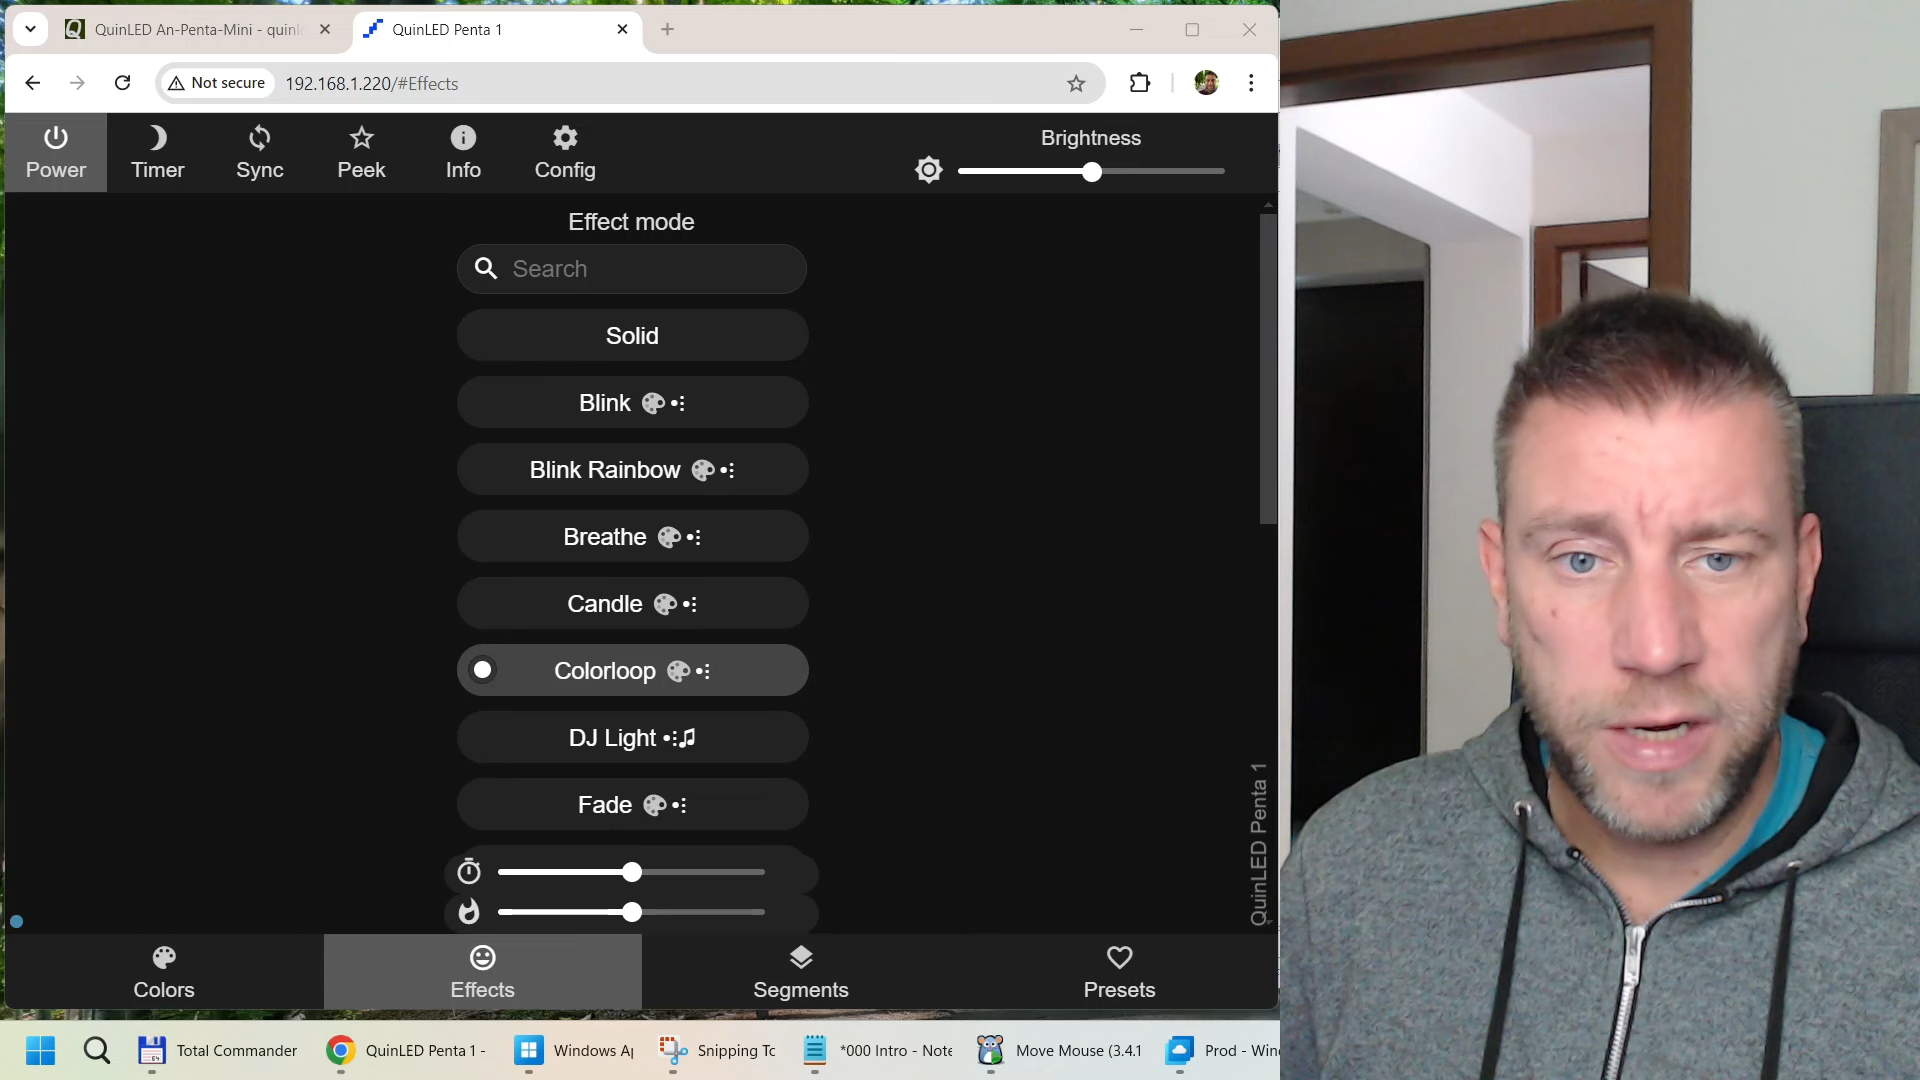 QuinLED An-Penta-Mini - quin
QuinLED Penta 1
Not secure
192.168.1.220/#Effects
Power
Timer
Sync
Peek
Info
Config
Brightness
Effect mode
Search
Solid
Blink
Blink Rainbow
Breathe
Candle
Colorloop
DJ Light
Fade
QuinLED Penta 1
Colors
Effects
Segments
Presets
64
Total Commander
QuinLED Penta 1 -
Windows Ap
Snipping To
*000 Intro - Note
Move Mouse (3.4.1
Prod - Win